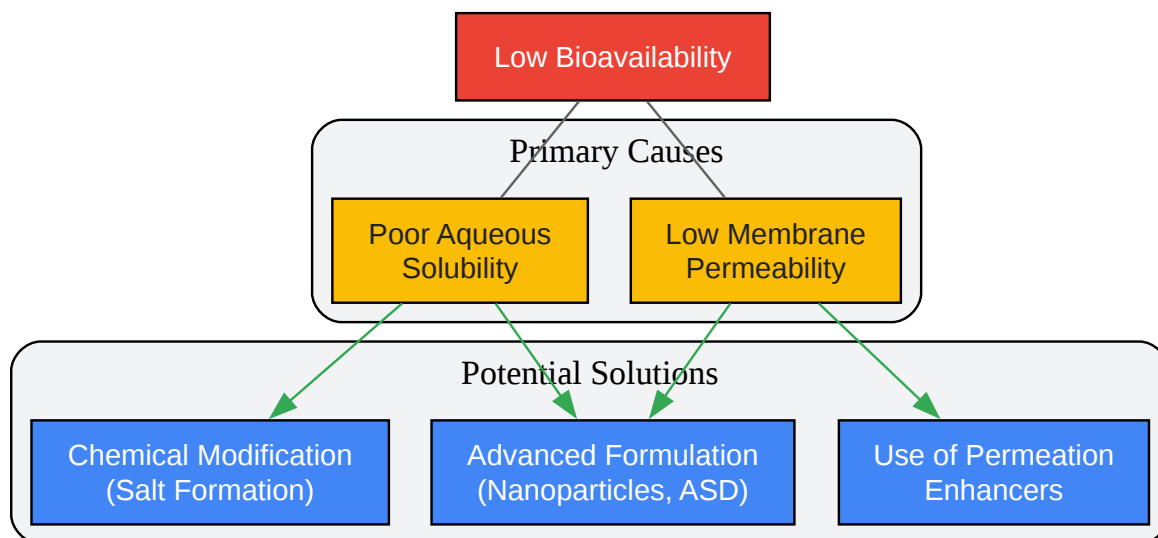 Low Bioavailability
Primary Causes
Poor Aqueous
Solubility
Low Membrane
Permeability
Potential Solutions
Chemical Modification
(Salt Formation)
Advanced Formulation
(Nanoparticles, ASD)
Use of Permeation
Enhancers